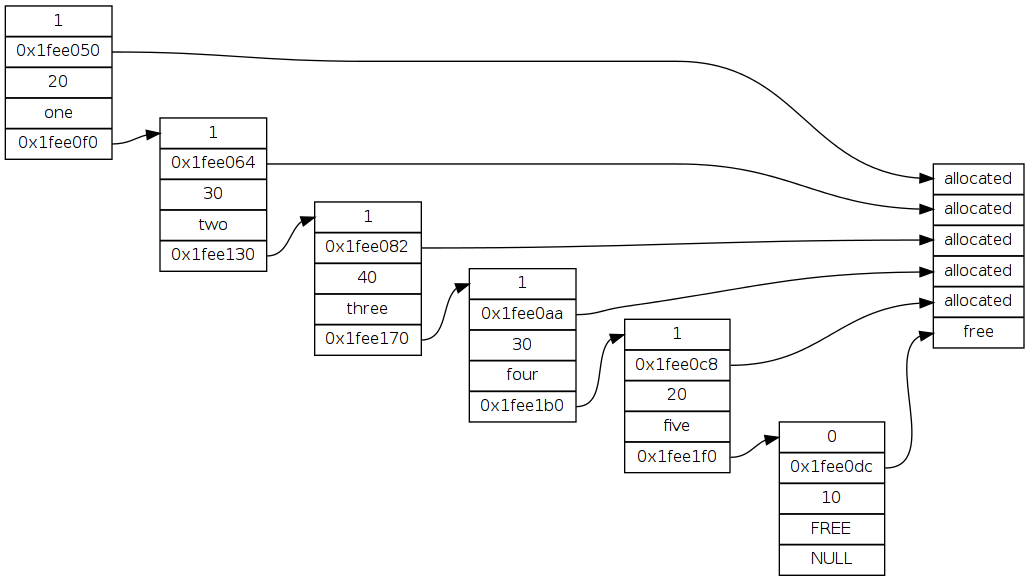 1
0x1fee050
20
one
0x1fee0f0
1
0x1fee064
30
two
0x1fee130
1
0x1fee082
40
three
0x1fee170
1
0x1fee0aa
30
four
0x1fee1b0
1
0x1fee0c8
20
five
0x1fee1f0
0
0x1fee0dc
10
FREE
NULL
allocated
allocated
allocated
allocated
allocated
free